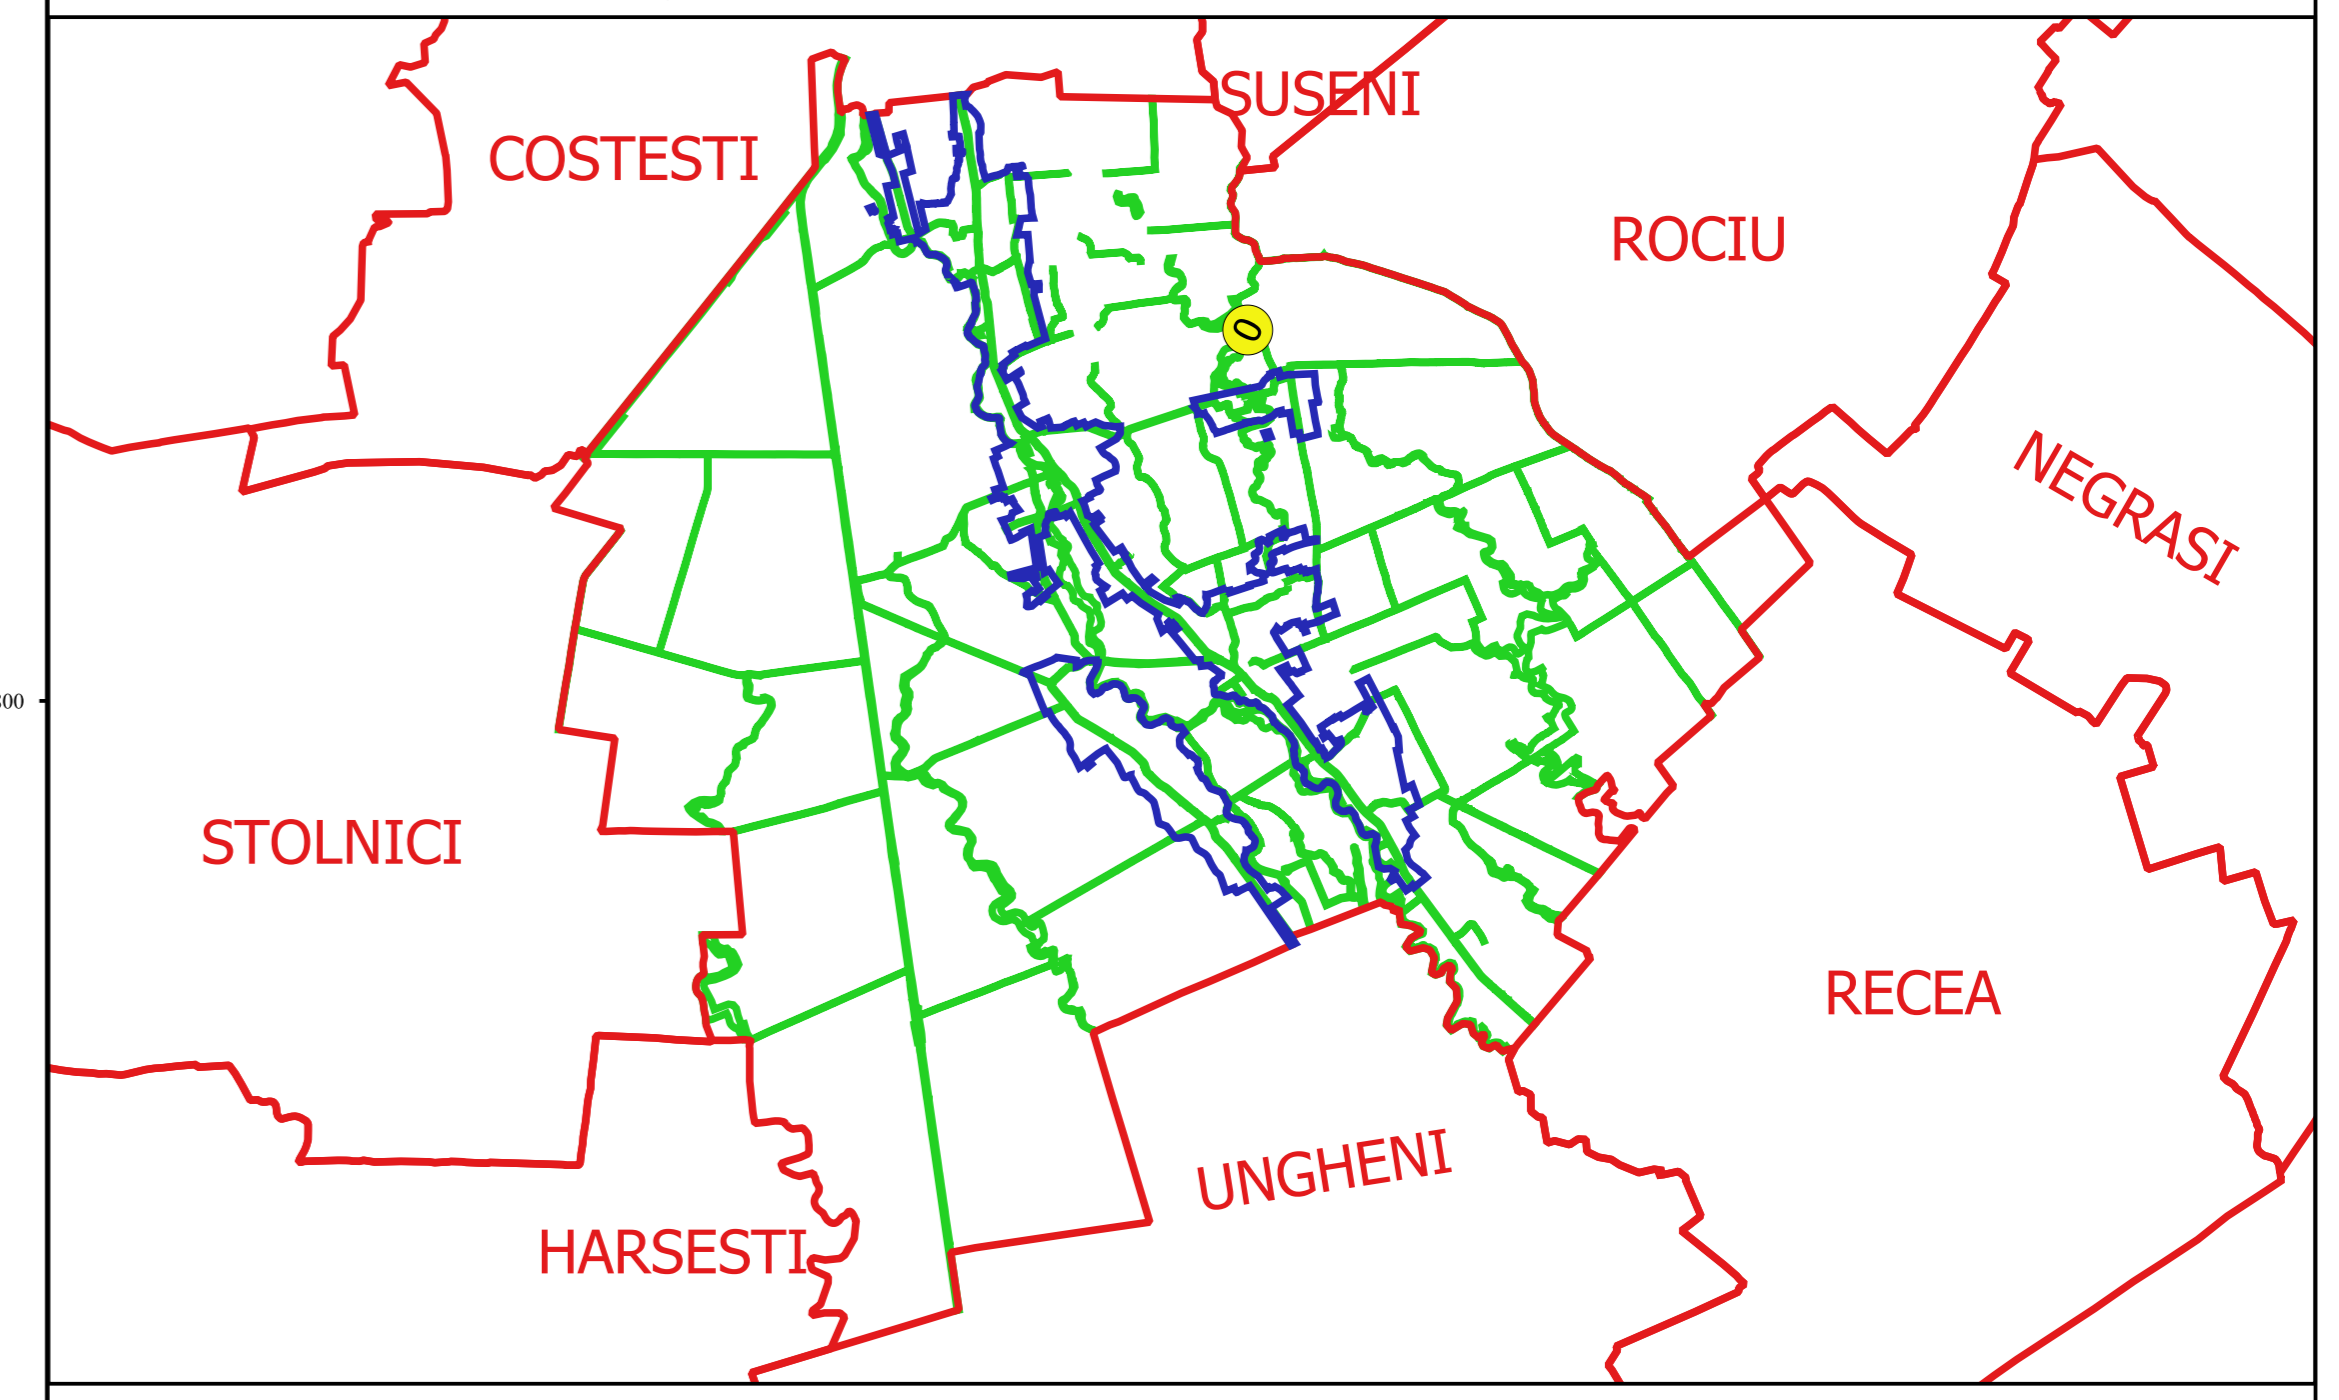 SUSENI
COSTESTI
ROCIU
0
NEGRASI
STOLNICI
RECEA
UNGHENI
HARSESTI